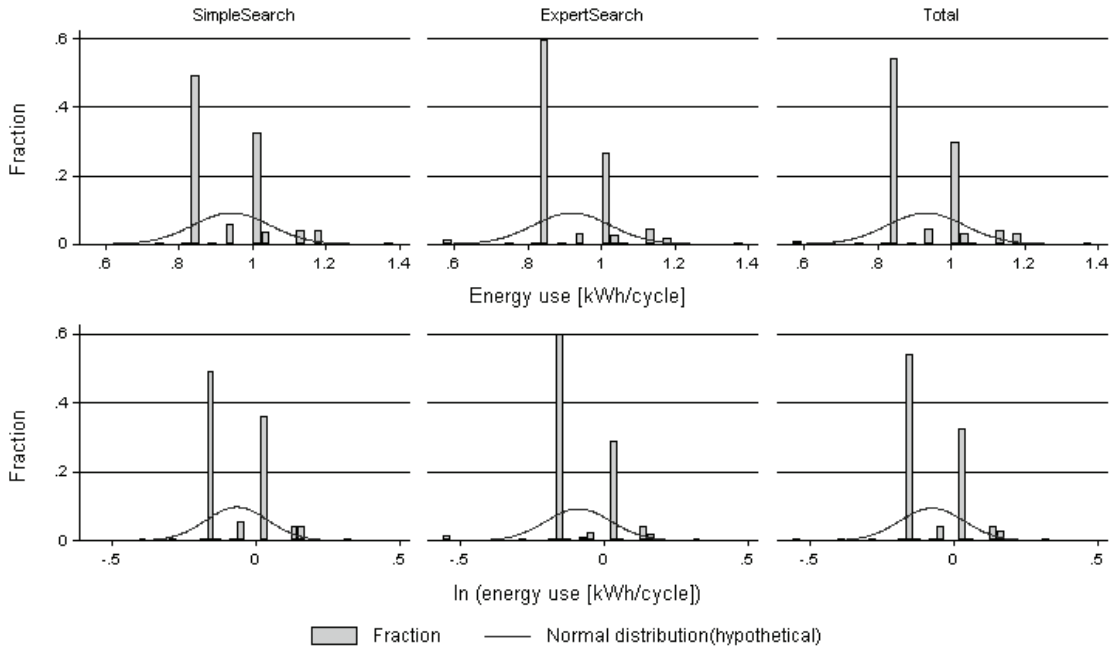 SimpleSearch ExpertSearch Total
Fraction
.6
.4
.2
0
.6 .8 1 1.2 1.4 .6 .8 1 1.2 1.4 .6 .8 1 1.2 1.4
Energy use [kWh/cycle]
Fraction
.6
.4
.2
0
-.5 0 .5 -.5 0 .5 -.5 0 .5
ln (energy use [kWh/cycle])
Fraction Normal distribution(hypothetical)